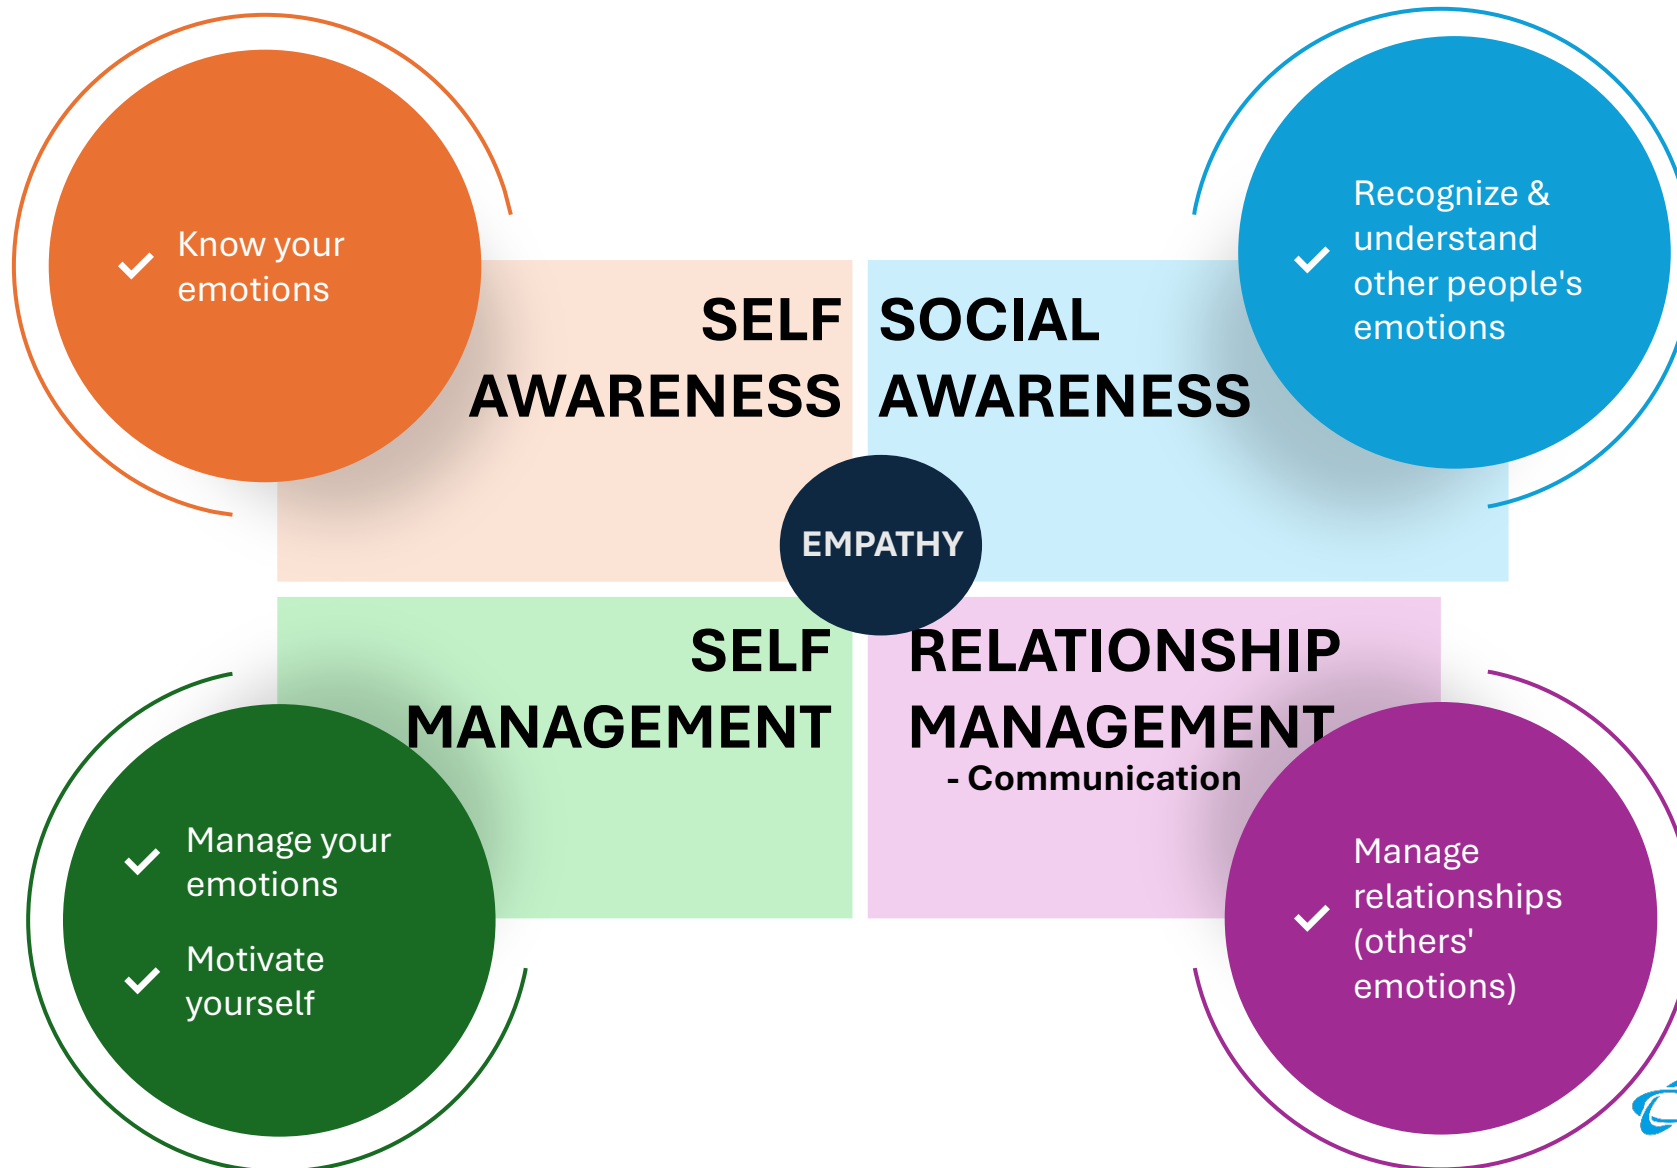 Know your
emotions
SELF
AWARENESS
SOCIAL
AWARENESS
Recognize &
understand
other people's
emotions
EMPATHY
SELF
MANAGEMENT
Manage your
emotions
Motivate
yourself
RELATIONSHIP
MANAGEMENT
- Communication
Manage
relationships
(others'
emotions)